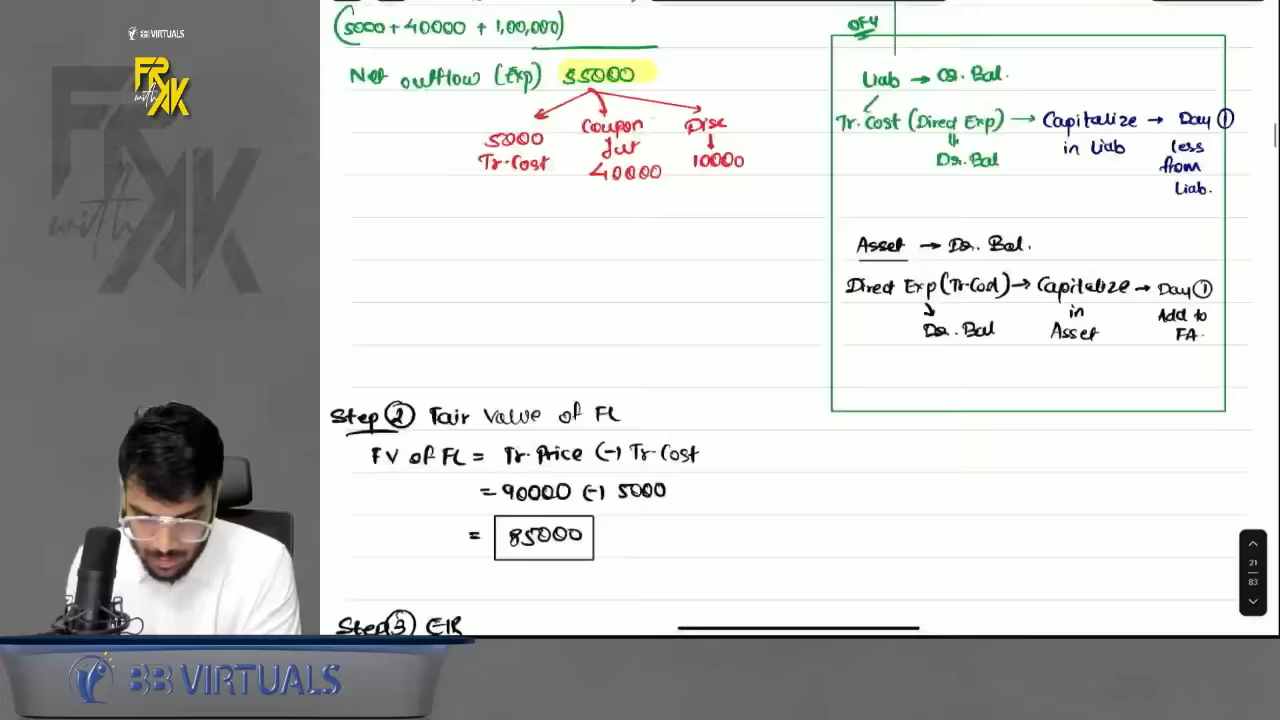 BB VIRTUALS
FR
with
AK
(5000 + 40000 + 1,00,000)
Net outflow (Exp) 55000
5000
Tr. Cost
Coupon
Int
40000
Disc
10000
Liab → Cr. Bal.
Tr. Cost (Direct Exp) → Capitalize → Day ①
in Liab
less
from
Liab.
Dr. Bal
Asset → Dr. Bal.
Direct Exp (Tr. Cost) → Capitalize → Day ①
in
Asset
Add to
FA.
Dr. Bal
Step ② Fair Value of FL
FV of FL = Tr. Price (-) Tr. Cost
= 90000 (-) 5000
= 85000
Step ③ EIR
21
83
BB VIRTUALS